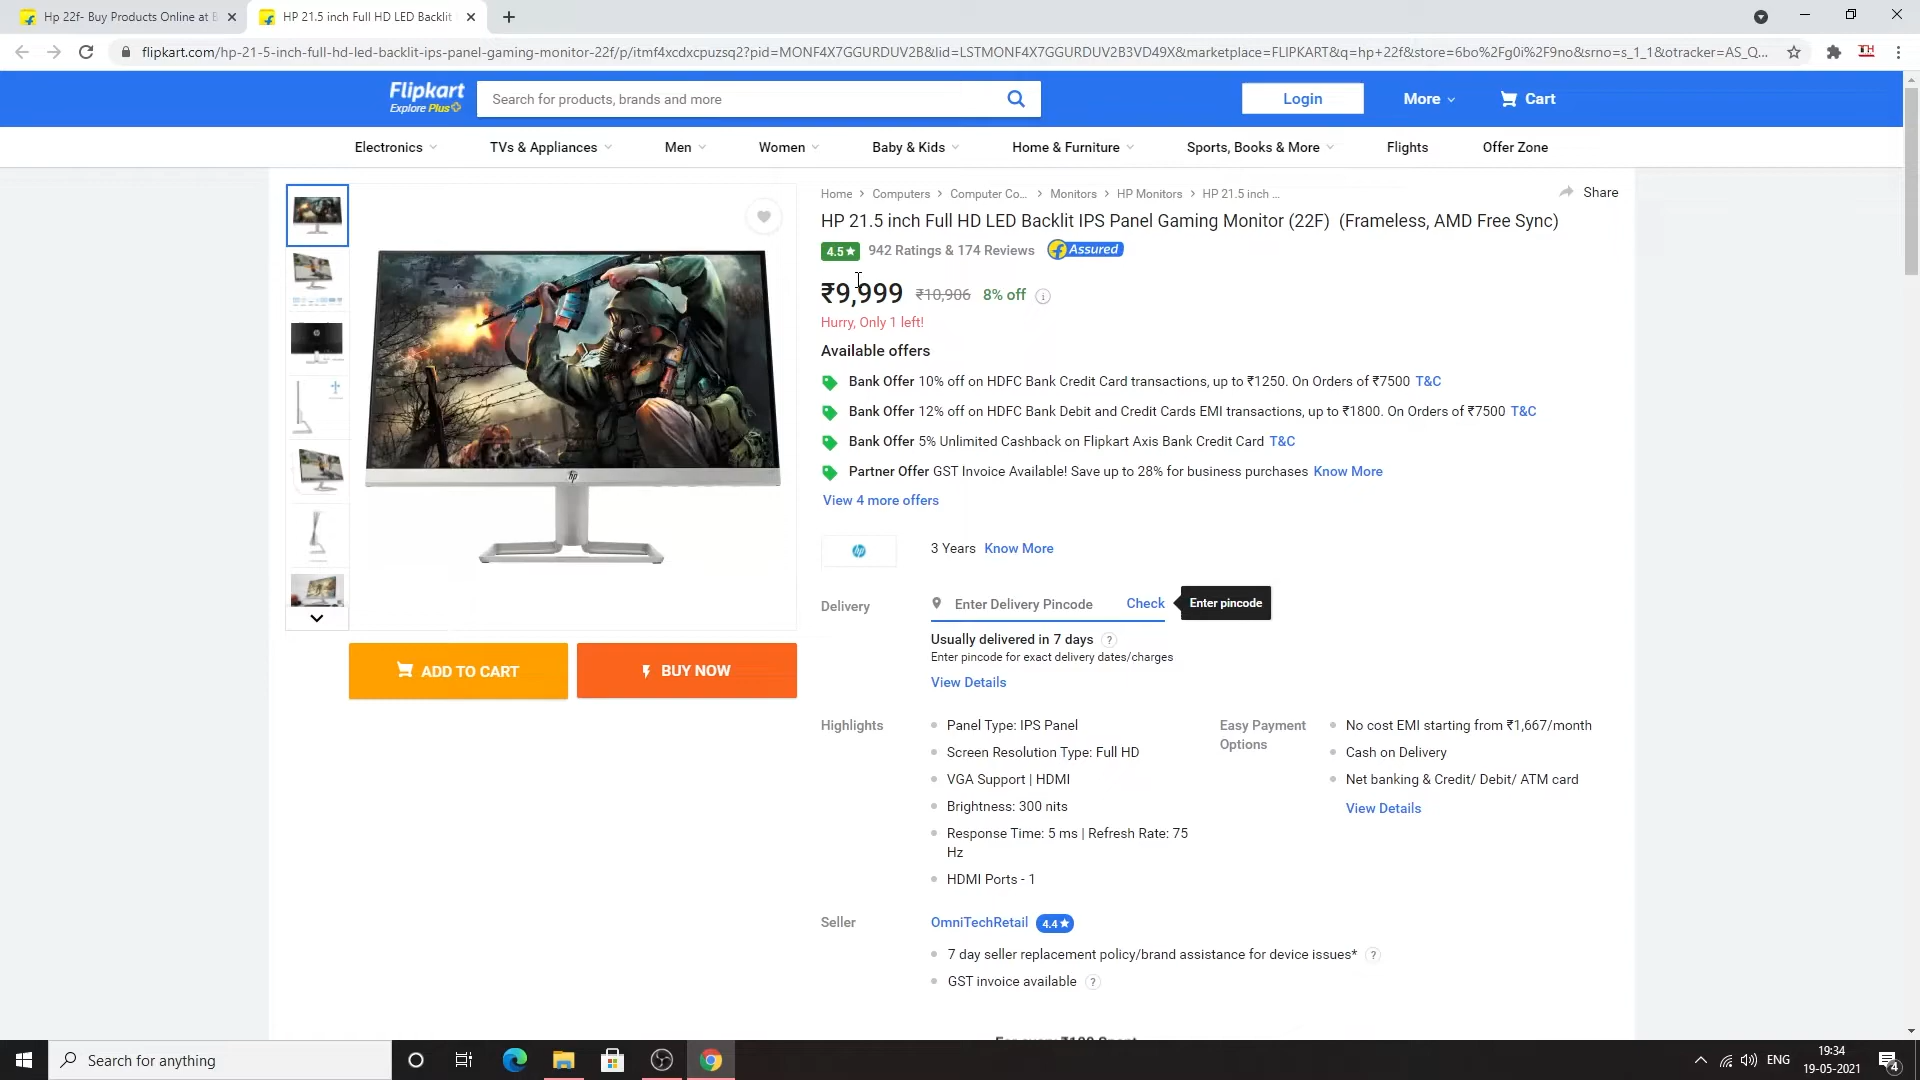 Hp 22f- Buy Products Online at B
HP 21.5 inch Full HD LED Backlit
flipkart.com/hp-21-5-inch-full-hd-led-backlit-ips-panel-gaming-monitor-22f/p/itmf4xcdxcpuzsq2?pid=MONF4X7GGURDUV2B&lid=LSTMONF4X7GGURDUV2B3VD49X&marketplace=FLIPKART&q=hp+22f&store=6bo%2Fg0i%2F9no&srno=s_1_1&otracker=AS_Q...
Flipkart
Explore Plus
Search for products, brands and more
Login
More
Cart
Electronics
TVs & Appliances
Men
Women
Baby & Kids
Home & Furniture
Sports, Books & More
Flights
Offer Zone
Home > Computers > Computer Co... > Monitors > HP Monitors > HP 21.5 inch ...
Share
HP 21.5 inch Full HD LED Backlit IPS Panel Gaming Monitor (22F) (Frameless, AMD Free Sync)
4.5★ 942 Ratings & 174 Reviews Assured
₹9,999 ₹10,906 8% off
Hurry, Only 1 left!
Available offers
Bank Offer 10% off on HDFC Bank Credit Card transactions, up to ₹1250. On Orders of ₹7500 T&C
Bank Offer 12% off on HDFC Bank Debit and Credit Cards EMI transactions, up to ₹1800. On Orders of ₹7500 T&C
Bank Offer 5% Unlimited Cashback on Flipkart Axis Bank Credit Card T&C
Partner Offer GST Invoice Available! Save up to 28% for business purchases Know More
View 4 more offers
hp
3 Years Know More
Delivery
Enter Delivery Pincode
Check
Enter pincode
Usually delivered in 7 days ?
Enter pincode for exact delivery dates/charges
View Details
ADD TO CART
BUY NOW
Highlights
Panel Type: IPS Panel
Screen Resolution Type: Full HD
VGA Support | HDMI
Brightness: 300 nits
Response Time: 5 ms | Refresh Rate: 75
Hz
HDMI Ports - 1
Easy Payment
Options
No cost EMI starting from ₹1,667/month
Cash on Delivery
Net banking & Credit/ Debit/ ATM card
View Details
Seller
OmniTechRetail 4.4★
7 day seller replacement policy/brand assistance for device issues* ?
GST invoice available ?
Search for anything
ENG
19:34
19-05-2021
4